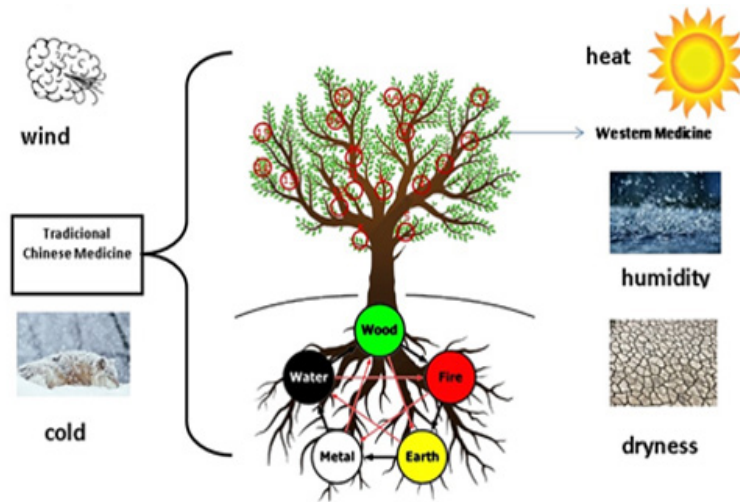 heat
wind
Western Medicine
Tradicional
Chinese Medicine
humidity
Wood
Water
Fire
cold
Metal
Earth
dryness